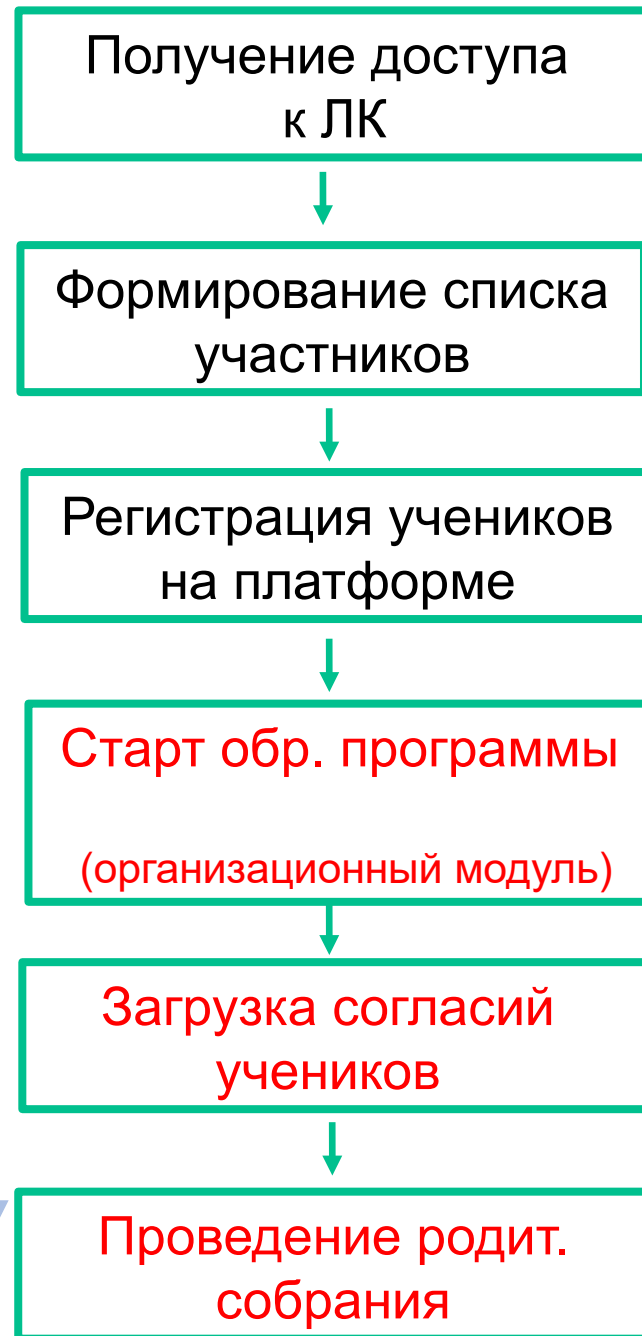 Получение доступа
к ЛК
Формирование списка
участников
Регистрация учеников
на платформе
Старт обр. программы
(организационный модуль)
Загрузка согласий
учеников
Проведение родит.
собрания